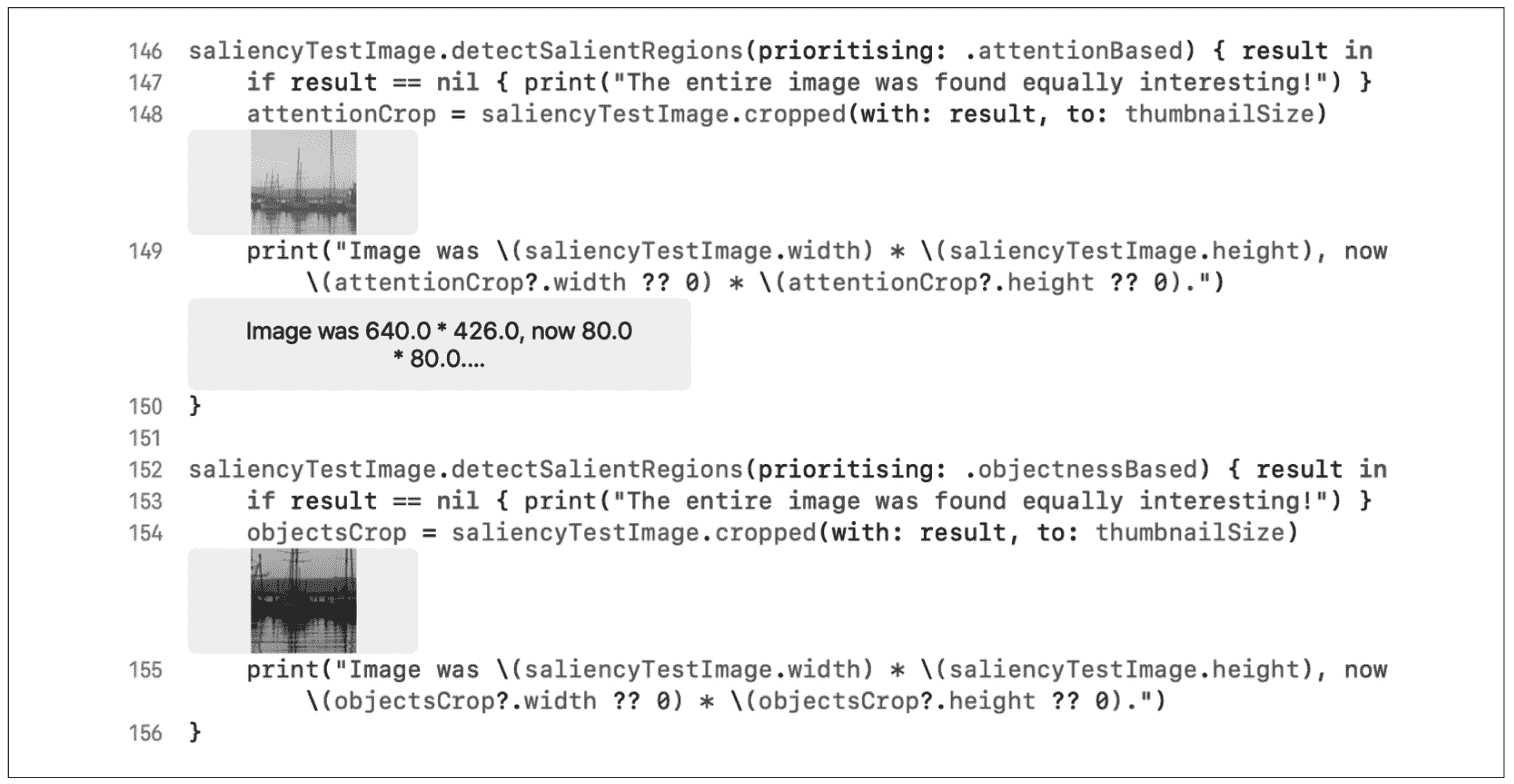 146 saliencyTestImage.detectSalientRegions(prioritising: .attentionBased) { result in
147     if result == nil { print("The entire image was found equally interesting!") }
148     attentionCrop = saliencyTestImage.cropped(with: result, to: thumbnailSize)
149     print("Image was \(saliencyTestImage.width) * \(saliencyTestImage.height), now
\(attentionCrop?.width ?? 0) * \(attentionCrop?.height ?? 0).")
Image was 640.0 * 426.0, now 80.0
* 80.0....
150 }
151
152 saliencyTestImage.detectSalientRegions(prioritising: .objectnessBased) { result in
153     if result == nil { print("The entire image was found equally interesting!") }
154     objectsCrop = saliencyTestImage.cropped(with: result, to: thumbnailSize)
155     print("Image was \(saliencyTestImage.width) * \(saliencyTestImage.height), now
\(objectsCrop?.width ?? 0) * \(objectsCrop?.height ?? 0).")
156 }